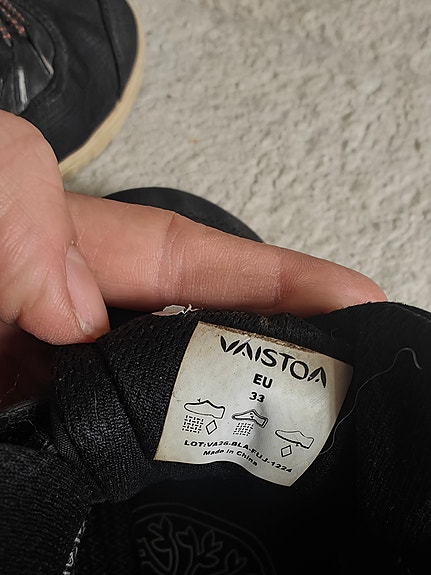 VAISTOA
EU
33
LOT:VA26-BLA.FUJ-1224
Made in China